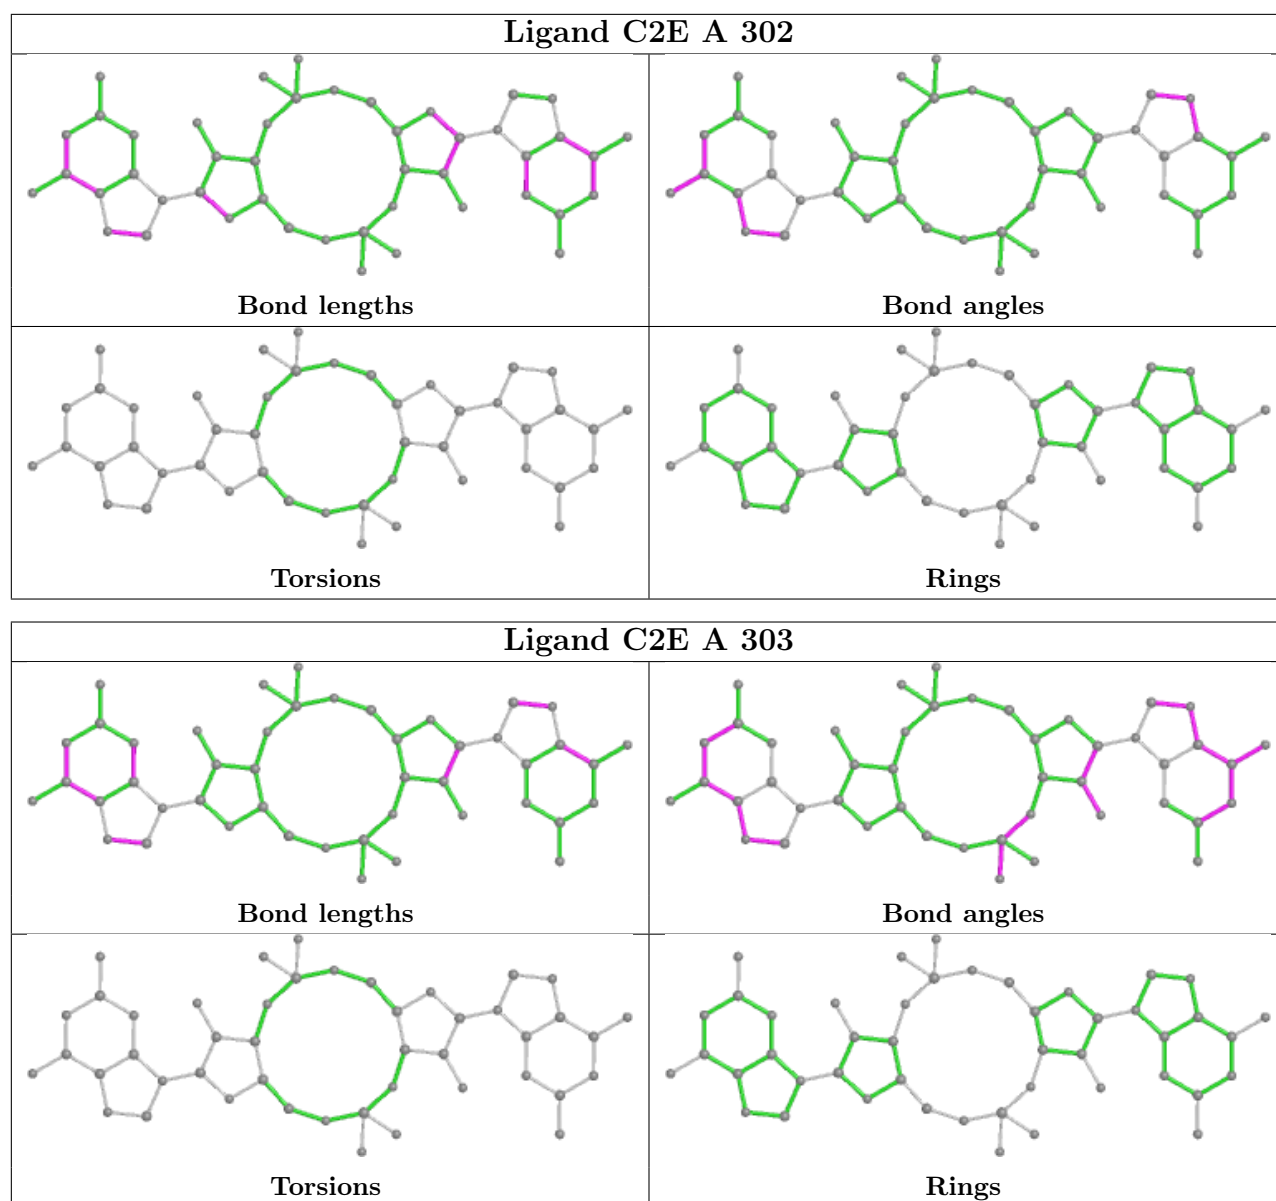 Ligand C2E A 302
Bond lengths
Bond angles
Torsions
Rings
Ligand C2E A 303
Bond lengths
Bond angles
Torsions
Rings